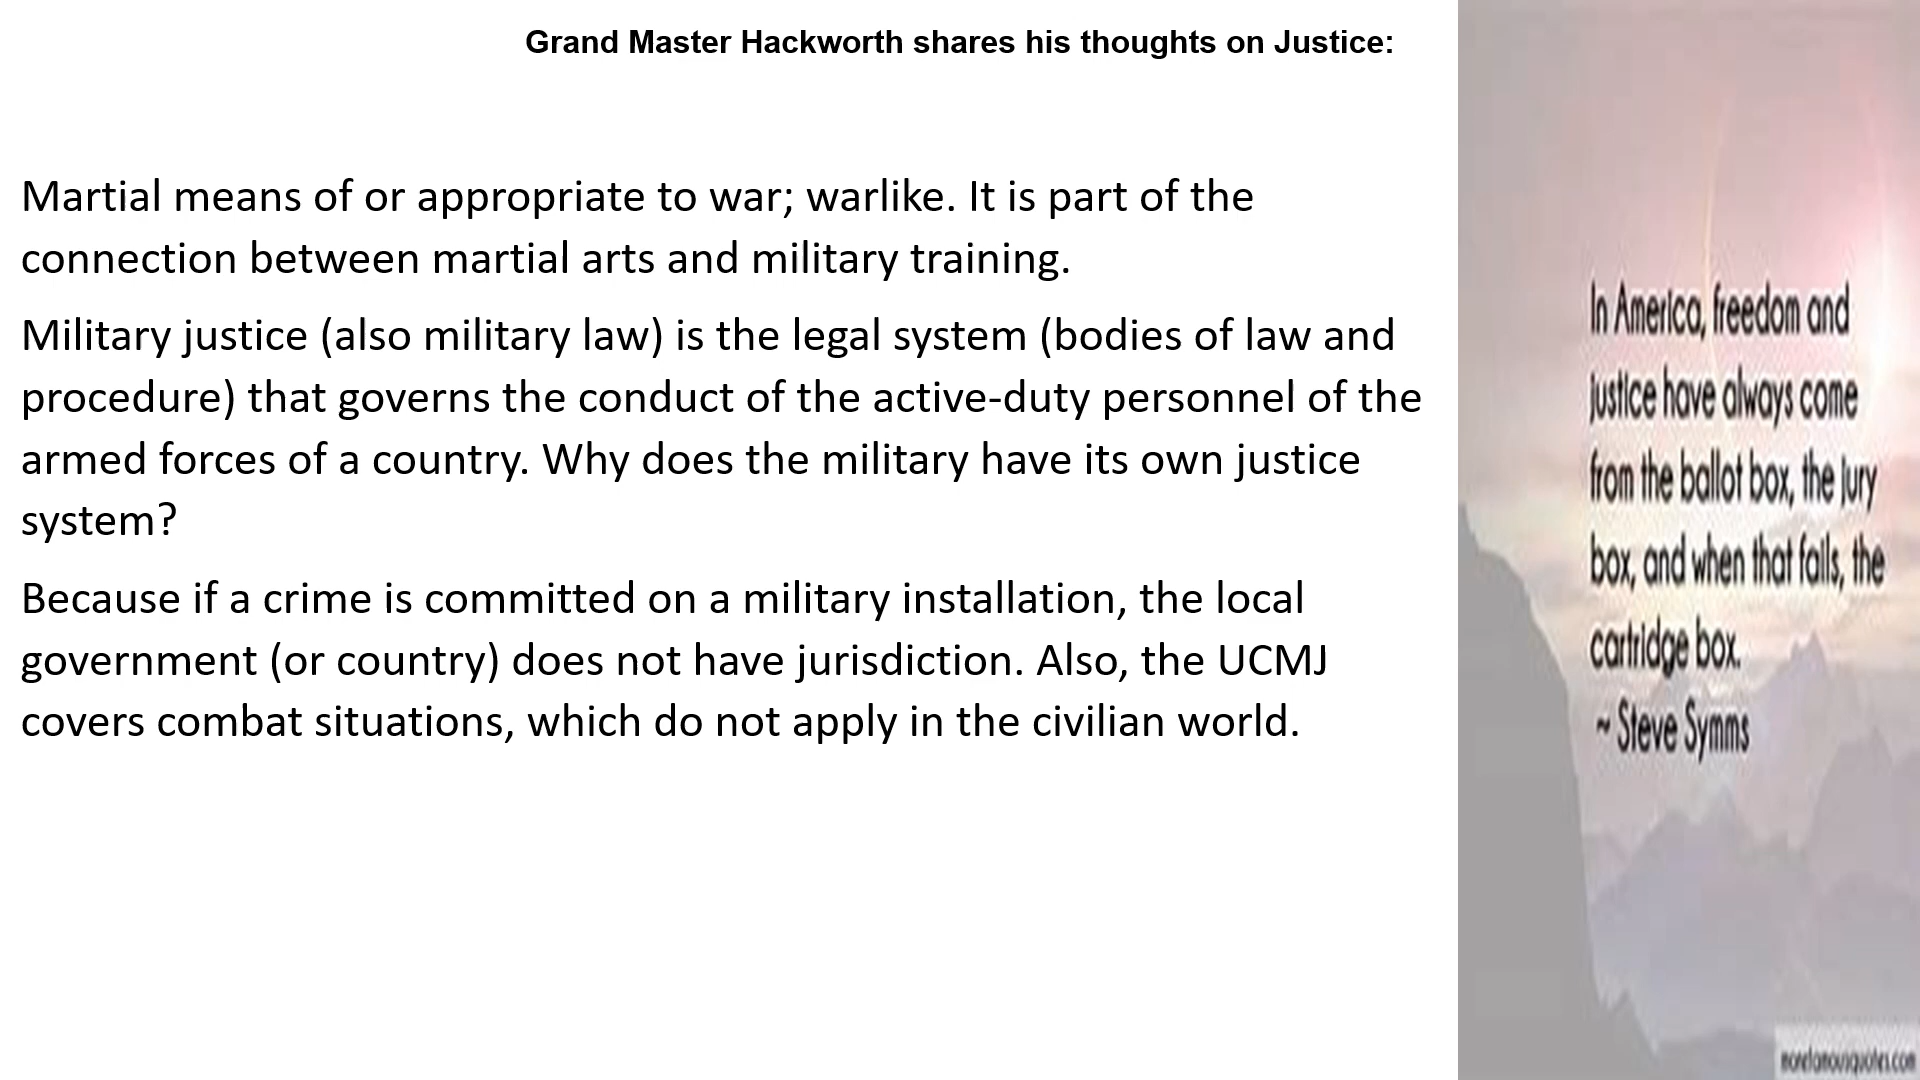 Grand Master Hackworth shares his thoughts on Justice:
Martial means of or appropriate to war; warlike. It is part of the
connection between martial arts and military training.
Military justice (also military law) is the legal system (bodies of law and
procedure) that governs the conduct of the active-duty personnel of the
armed forces of a country. Why does the military have its own justice
system?
Because if a crime is committed on a military installation, the local
government (or country) does not have jurisdiction. Also, the UCMJ
covers combat situations, which do not apply in the civilian world.
In America, freedom and
justice have always come
from the ballot box, the jury
box, and when that fails, the
cartridge box.
~ Steve Symms
morefamousquotes.com